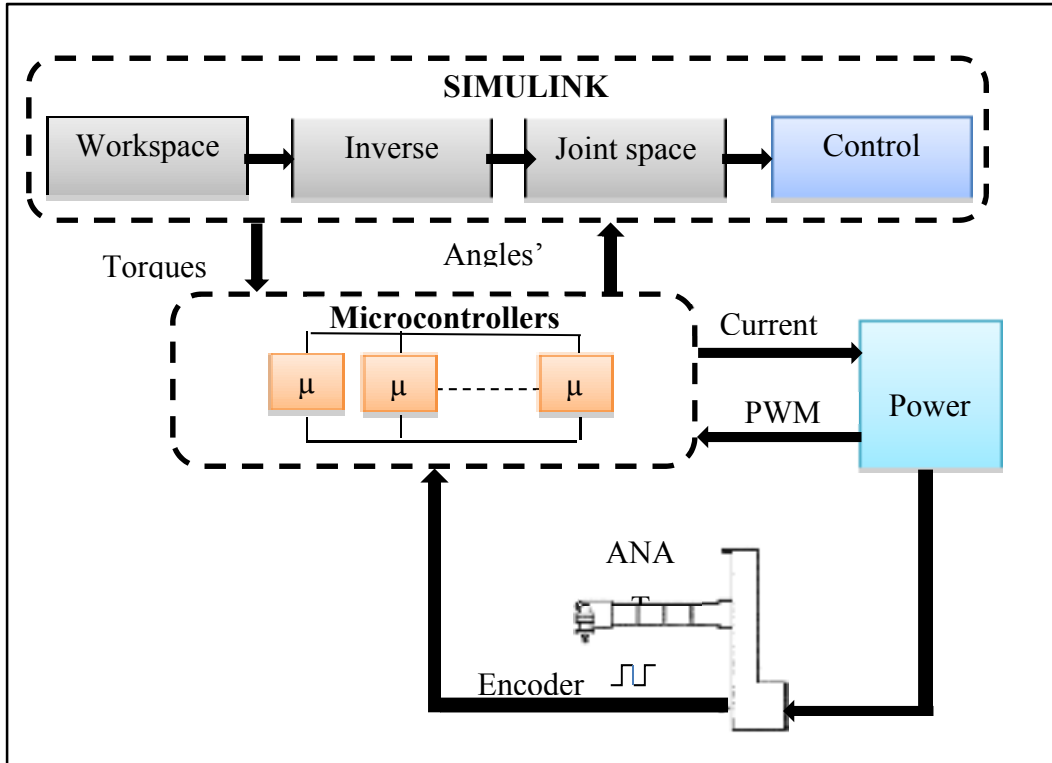 SIMULINK
Workspace
Inverse
Joint space
Control
Torques
Angles’
Microcontrollers
μ
μ
μ
Current
PWM
Power
ANA
T
Encoder